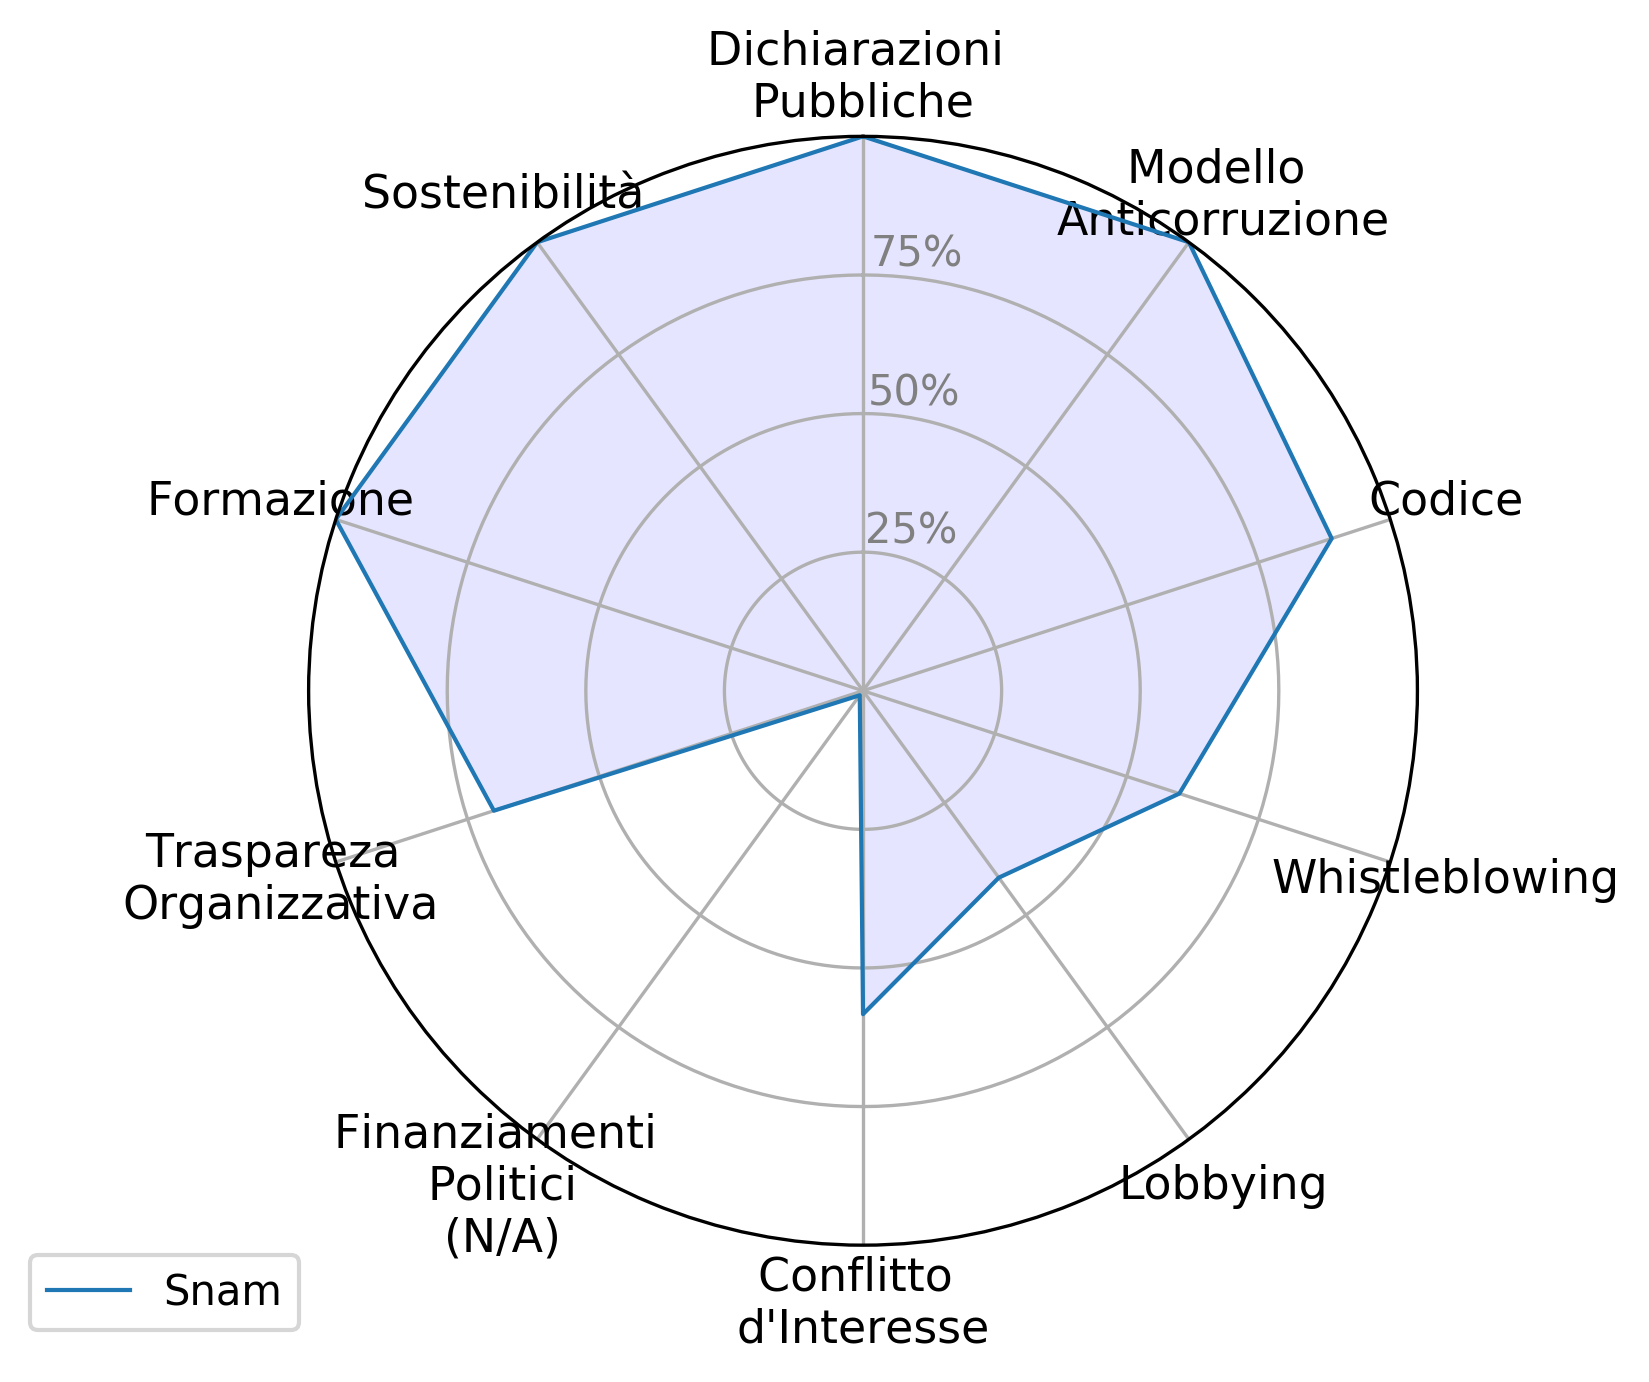 Dichiarazioni
Pubbliche
Modello
Anticorruzione
Sostenibilità
75%
50%
25%
Formazione
Codice
Traspareza
Organizzativa
Whistleblowing
Finanziamenti
Politici
(N/A)
Lobbying
Conflitto
d'Interesse
Snam